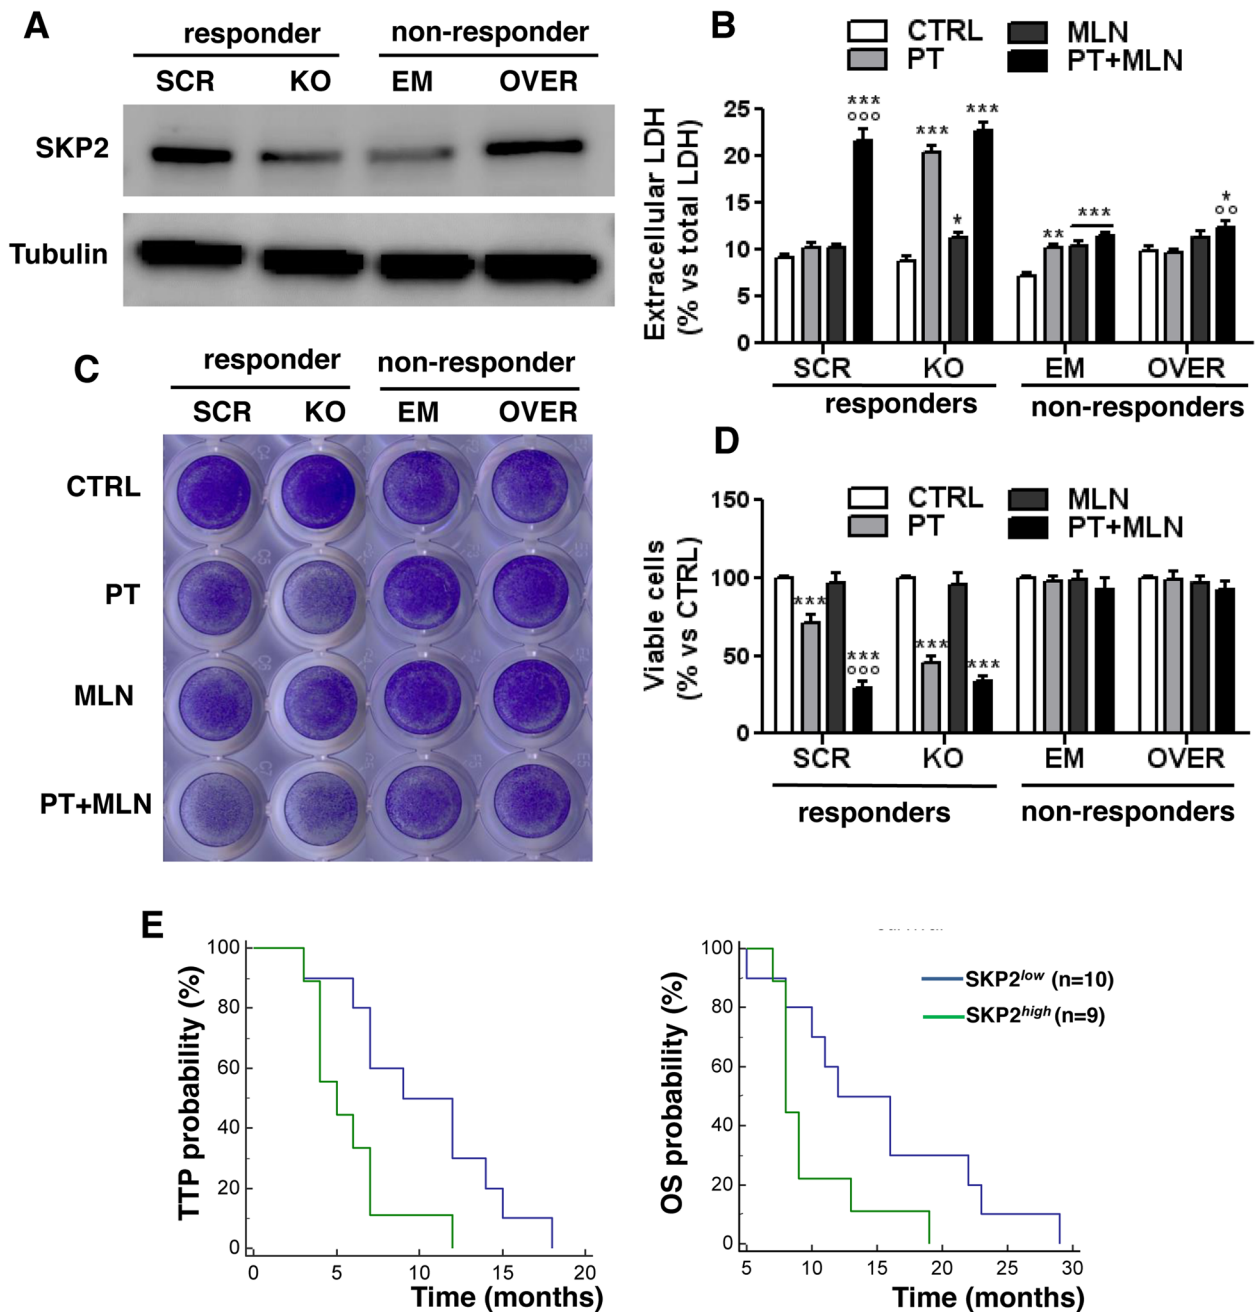 A
responder
non-responder
SCR
KO
EM
OVER
SKP2
Tubulin
B
CTRL
MLN
PT
PT+MLN
Extracellular LDH
(% vs total LDH)
25
20
15
10
5
0
***
°°°
***
*
***
**
***
*
°°
SCR
KO
EM
OVER
responders
non-responders
C
responder
non-responder
SCR
KO
EM
OVER
CTRL
PT
MLN
PT+MLN
D
CTRL
MLN
PT
PT+MLN
Viable cells
(% vs CTRL)
150
100
50
0
***
***
°°°
***
***
SCR
KO
EM
OVER
responders
non-responders
E
TTP probability (%)
100
80
60
40
20
0
0
5
10
15
20
Time (months)
OS probability (%)
100
80
60
40
20
0
5
10
15
20
25
30
Time (months)
SKP2low (n=10)
SKP2high (n=9)